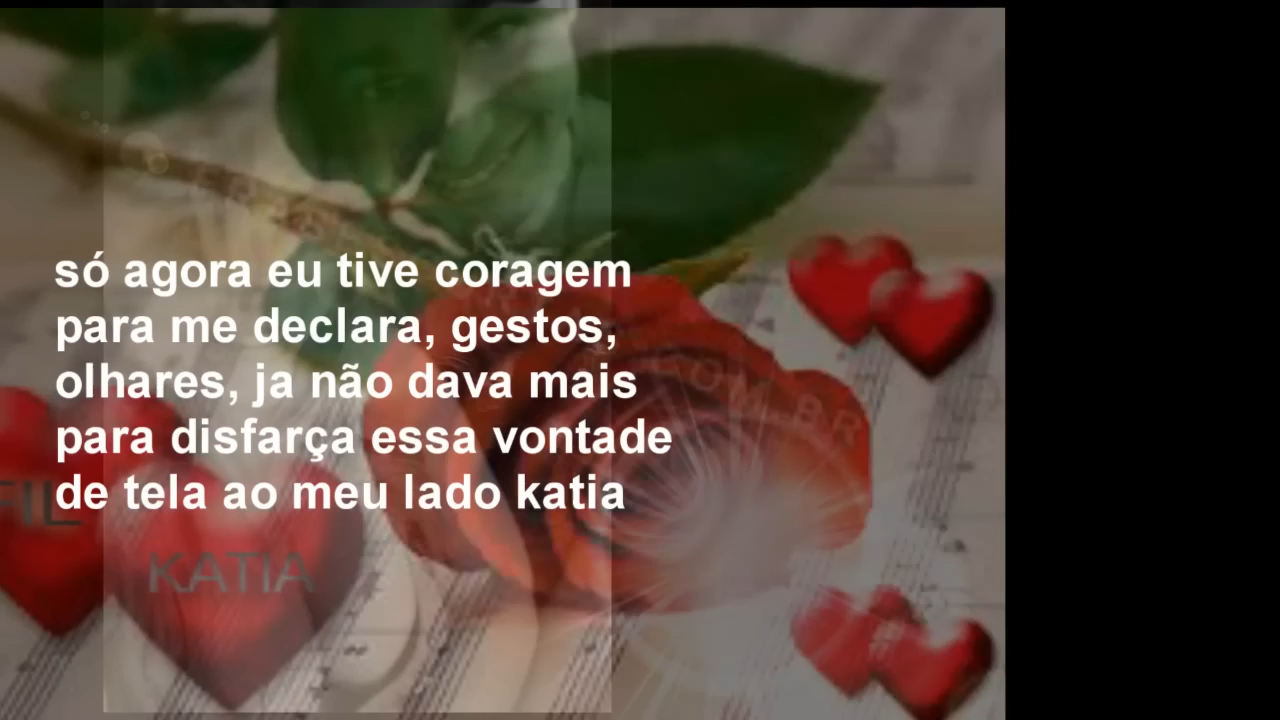 só agora eu tive coragem
para me declara, gestos,
olhares, ja não dava mais
para disfarça essa vontade
de tela ao meu lado katia
FIL
KATIA